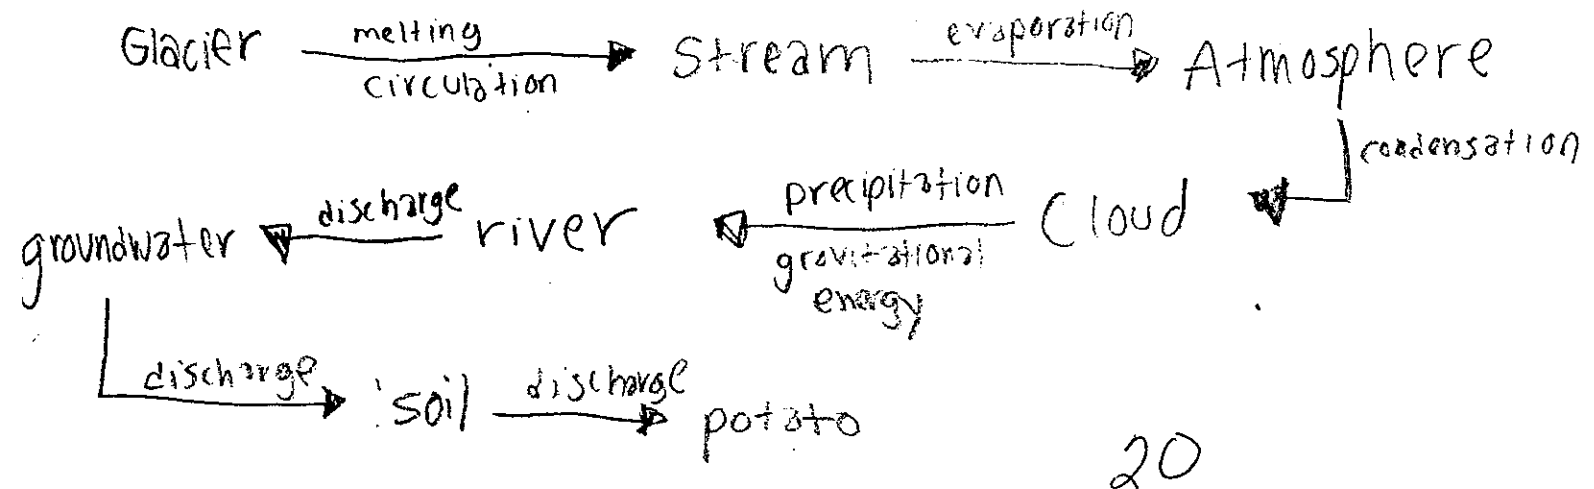 Glacier melting circulation Stream evaporation Atmosphere
condensation
groundwater discharge river precipitation gravitational energy Cloud
discharge soil discharge potato
20